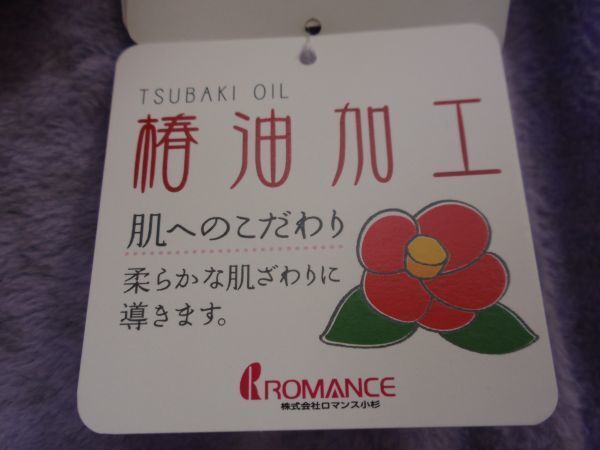 TSUBAKI OIL
椿油加工
肌へのこだわり
柔らかな肌ざわりに
導きます。
ROMANCE
株式会社ロマンス小杉